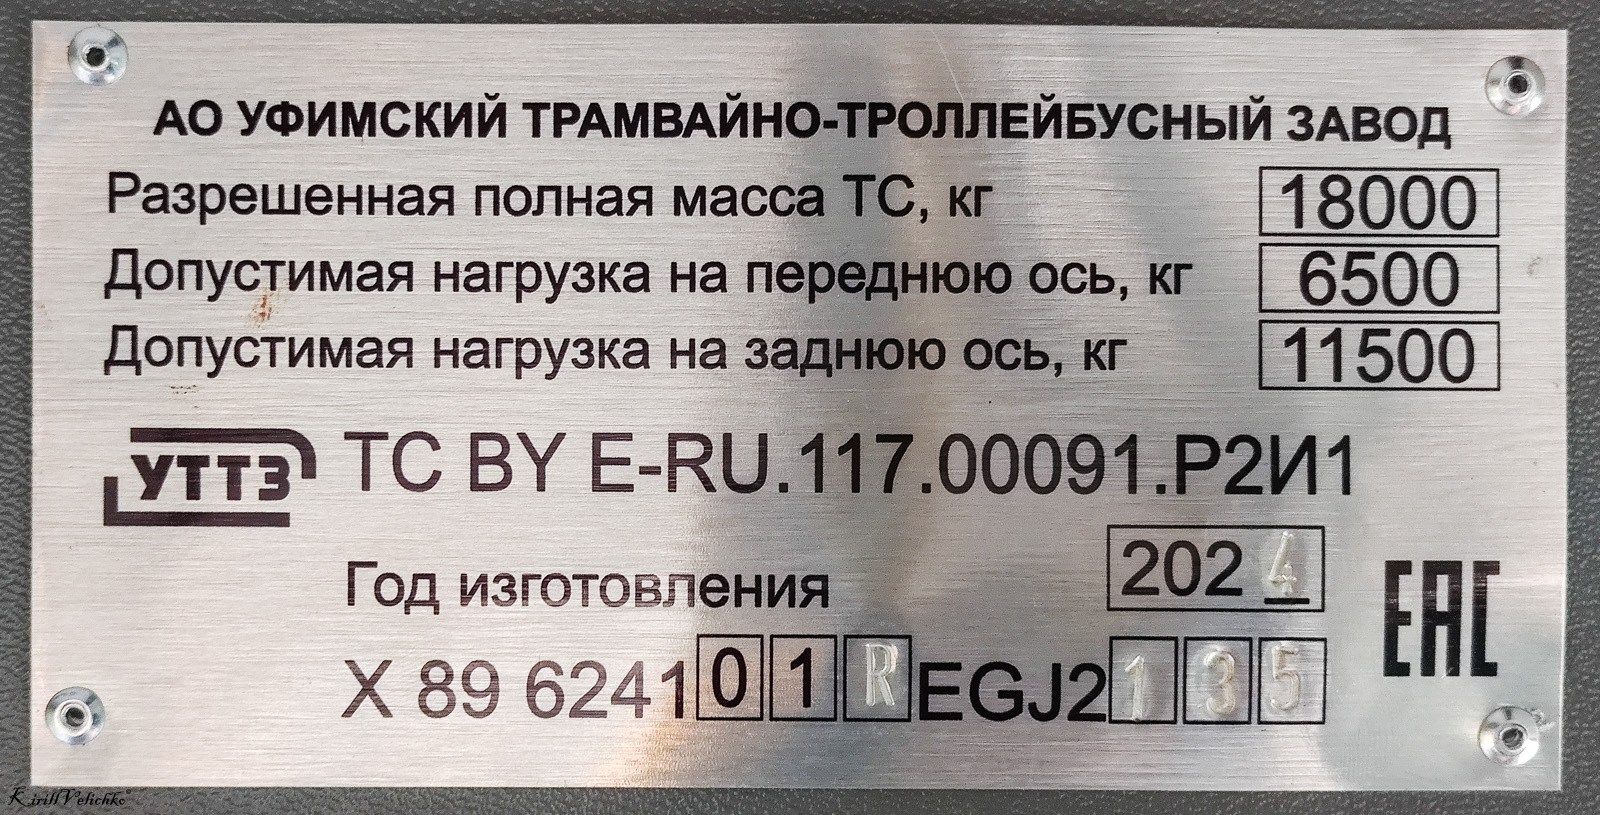 АО УФИМСКИЙ ТРАМВАЙНО-ТРОЛЛЕЙБУСНЫЙ ЗАВОД
Разрешенная полная масса ТС, кг 18000
Допустимая нагрузка на переднюю ось, кг 6500
Допустимая нагрузка на заднюю ось, кг 11500
УТТЗ ТС BY E-RU.117.00091.Р2И1
Год изготовления 2024
EAC
X 89 624101REGJ2135
KirillVelichko